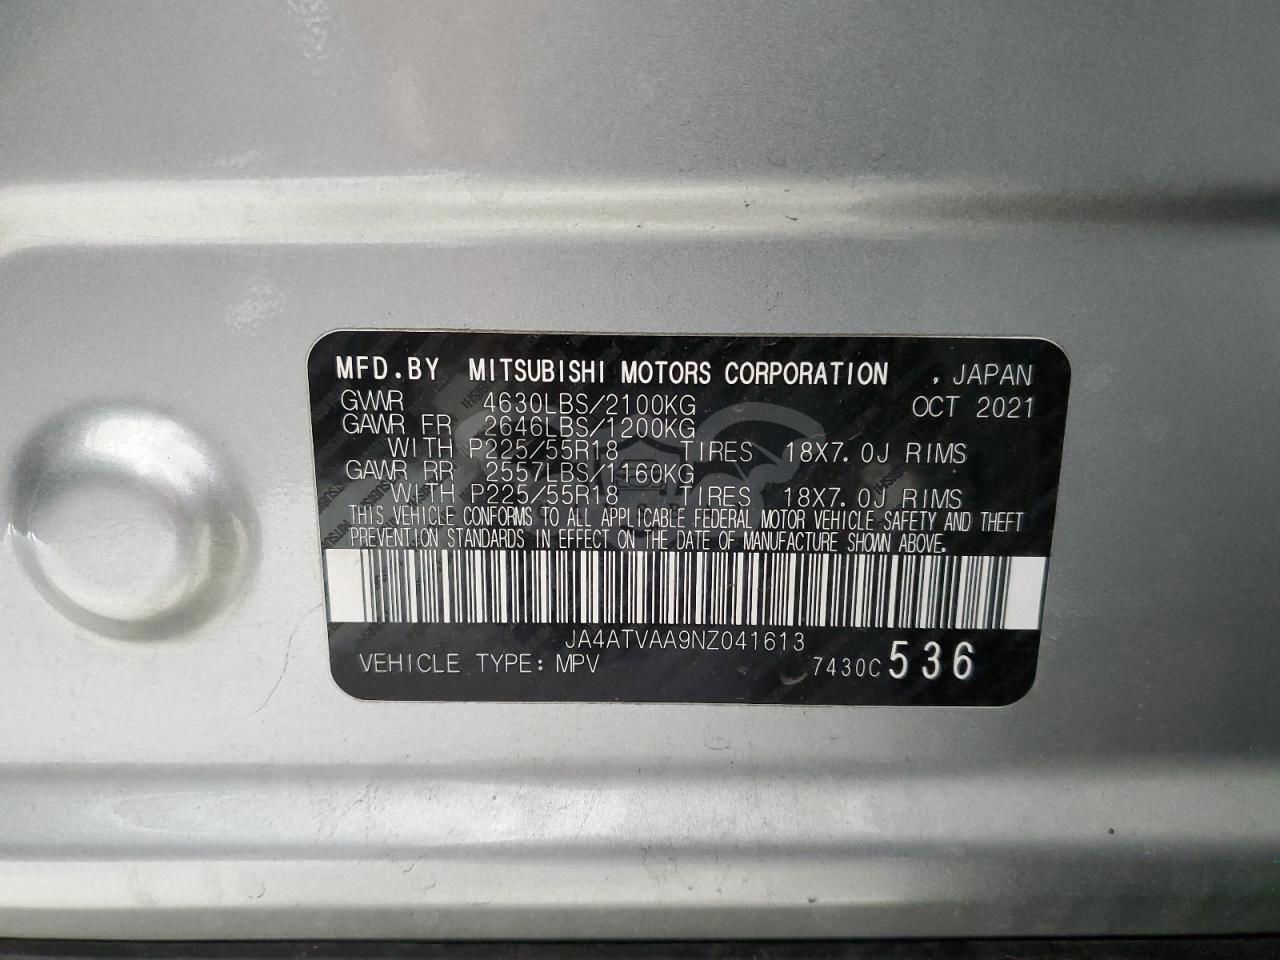 MFD.BY MITSUBISHI MOTORS CORPORATION , JAPAN
GVWR 4630LBS/2100KG OCT 2021
GAWR FR 2646LBS/1200KG
WITH P225/55R18 TIRES 18X7.0J RIMS
GAWR RR 2557LBS/1160KG
WITH P225/55R18 TIRES 18X7.0J RIMS
THIS VEHICLE CONFORMS TO ALL APPLICABLE FEDERAL MOTOR VEHICLE SAFETY AND THEFT
PREVENTION STANDARDS IN EFFECT ON THE DATE OF MANUFACTURE SHOWN ABOVE.
JA4ATVAA9NZ041613
VEHICLE TYPE: MPV 7430C 536